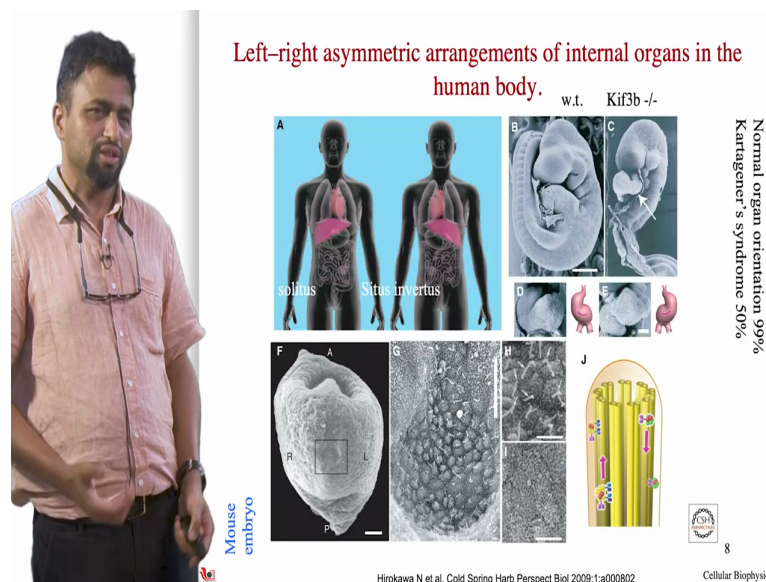 Left–right asymmetric arrangements of internal organs in the
human body.
w.t. Kif3b -/-
A
B
C
solitus
Situs invertus
D
E
F
A
R
L
P
G
H
I
J
Normal organ orientation 99%
Kartagener's syndrome 50%
Mouse
embryo
CSH
PERSPECTIVES
8
Hirokawa N et al. Cold Spring Harb Perspect Biol 2009;1:a000802
Cellular Biophysi